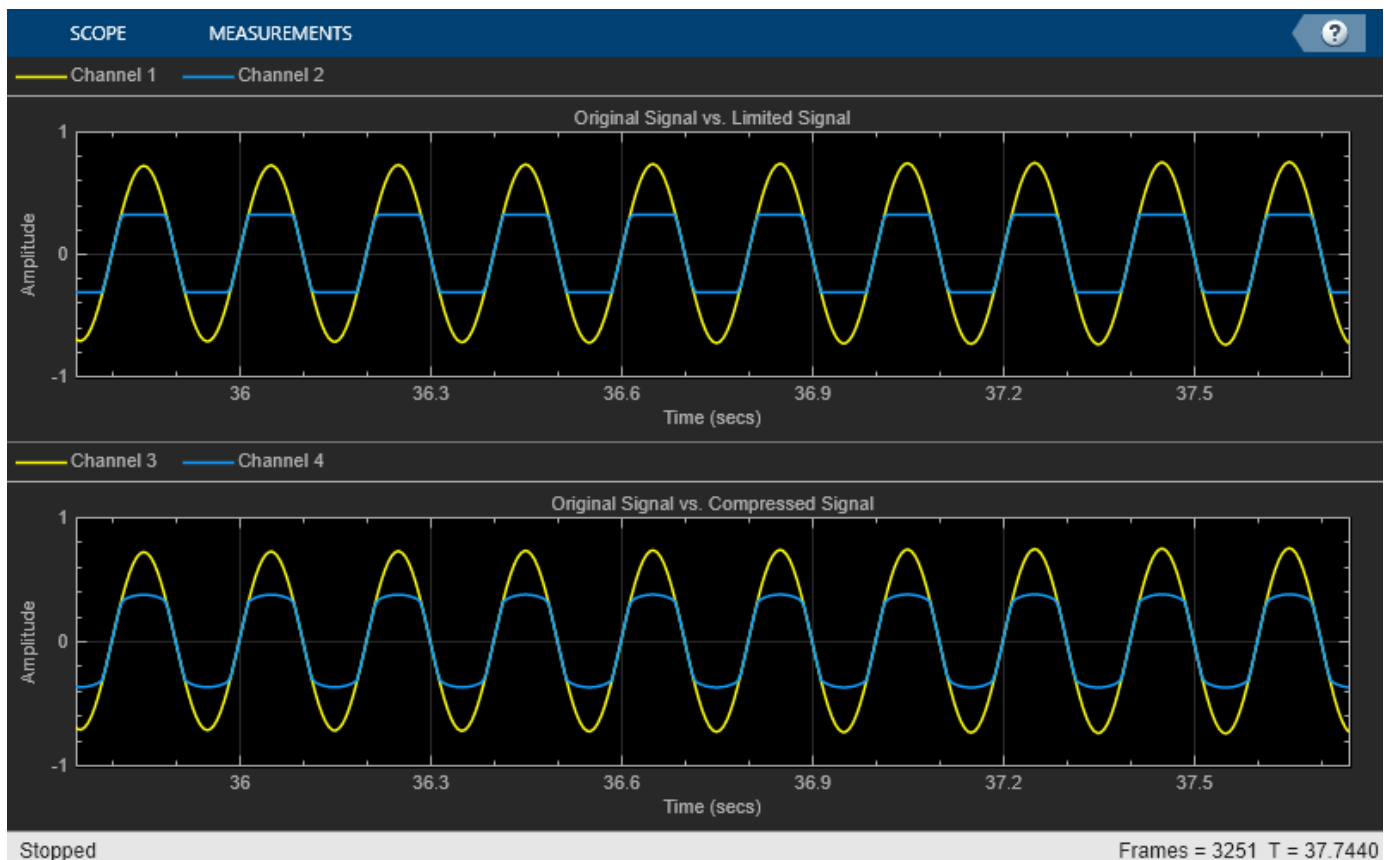 SCOPE MEASUREMENTS ?
Channel 1 Channel 2
Original Signal vs. Limited Signal
1
0
-1
Amplitude
36 36.3 36.6 36.9 37.2 37.5
Time (secs)
Channel 3 Channel 4
Original Signal vs. Compressed Signal
1
0
-1
Amplitude
36 36.3 36.6 36.9 37.2 37.5
Time (secs)
Stopped Frames = 3251 T = 37.7440